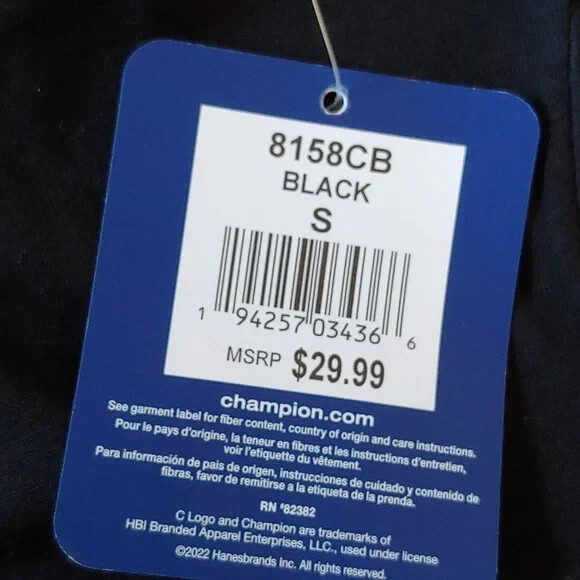 8158CB
BLACK
S
1 94257 03436 6
MSRP $29.99
champion.com
See garment label for fiber content, country of origin and care instructions.
Pour le pays d'origine, la teneur en fibres et les instructions d'entretien,
voir l'etiquette du vêtement.
Para información de pais de origen, instrucciones de cuidado y contenido de
fibras, favor de remitirse a la etiqueta de la prenda.
RN #82382
C Logo and Champion are trademarks of
HBI Branded Apparel Enterprises, LLC., used under license
©2022 Hanesbrands Inc. All rights reserved.